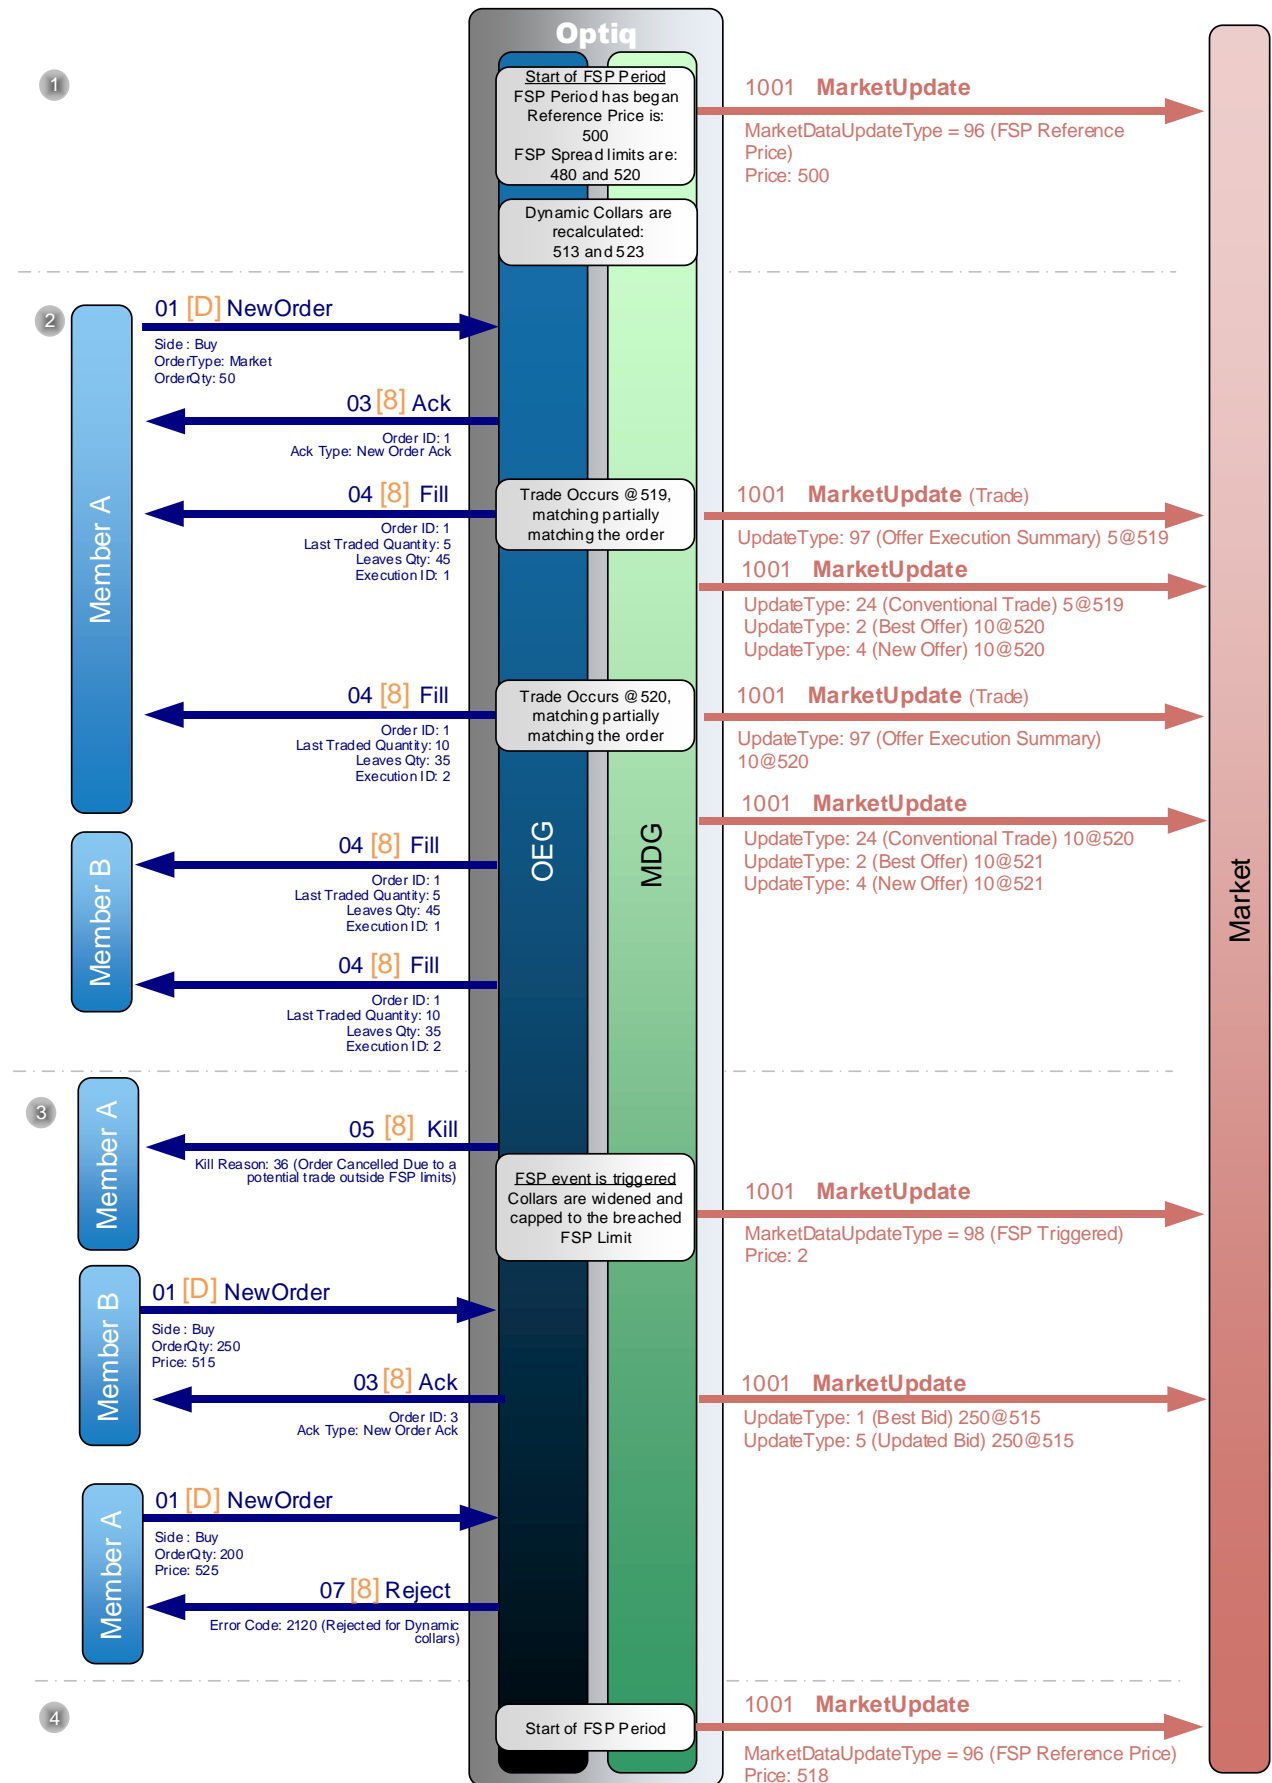 Optiq
1
Start of FSP Period
FSP Period has began
Reference Price is:
500
FSP Spread limits are:
480 and 520
1001 MarketUpdate
MarketDataUpdateType = 96 (FSP Reference
Price)
Price: 500
Dynamic Collars are
recalculated:
513 and 523
2
Member A
01 [D] NewOrder
Side : Buy
OrderType: Market
OrderQty: 50
03 [8] Ack
Order ID: 1
Ack Type: New Order Ack
04 [8] Fill
Order ID: 1
Last Traded Quantity: 5
Leaves Qty: 45
Execution ID: 1
Trade Occurs @519,
matching partially
matching the order
1001 MarketUpdate (Trade)
UpdateType: 97 (Offer Execution Summary) 5@519
1001 MarketUpdate
UpdateType: 24 (Conventional Trade) 5@519
UpdateType: 2 (Best Offer) 10@520
UpdateType: 4 (New Offer) 10@520
04 [8] Fill
Order ID: 1
Last Traded Quantity: 10
Leaves Qty: 35
Execution ID: 2
Trade Occurs @520,
matching partially
matching the order
1001 MarketUpdate (Trade)
UpdateType: 97 (Offer Execution Summary)
10@520
1001 MarketUpdate
UpdateType: 24 (Conventional Trade) 10@520
UpdateType: 2 (Best Offer) 10@521
UpdateType: 4 (New Offer) 10@521
OEG
MDG
Market
Member B
04 [8] Fill
Order ID: 1
Last Traded Quantity: 5
Leaves Qty: 45
Execution ID: 1
04 [8] Fill
Order ID: 1
Last Traded Quantity: 10
Leaves Qty: 35
Execution ID: 2
3
Member A
05 [8] Kill
Kill Reason: 36 (Order Cancelled Due to a
potential trade outside FSP limits)
FSP event is triggered
Collars are widened and
capped to the breached
FSP Limit
1001 MarketUpdate
MarketDataUpdateType = 98 (FSP Triggered)
Price: 2
Member B
01 [D] NewOrder
Side : Buy
OrderQty: 250
Price: 515
03 [8] Ack
Order ID: 3
Ack Type: New Order Ack
1001 MarketUpdate
UpdateType: 1 (Best Bid) 250@515
UpdateType: 5 (Updated Bid) 250@515
Member A
01 [D] NewOrder
Side : Buy
OrderQty: 200
Price: 525
07 [8] Reject
Error Code: 2120 (Rejected for Dynamic
collars)
4
Start of FSP Period
1001 MarketUpdate
MarketDataUpdateType = 96 (FSP Reference Price)
Price: 518